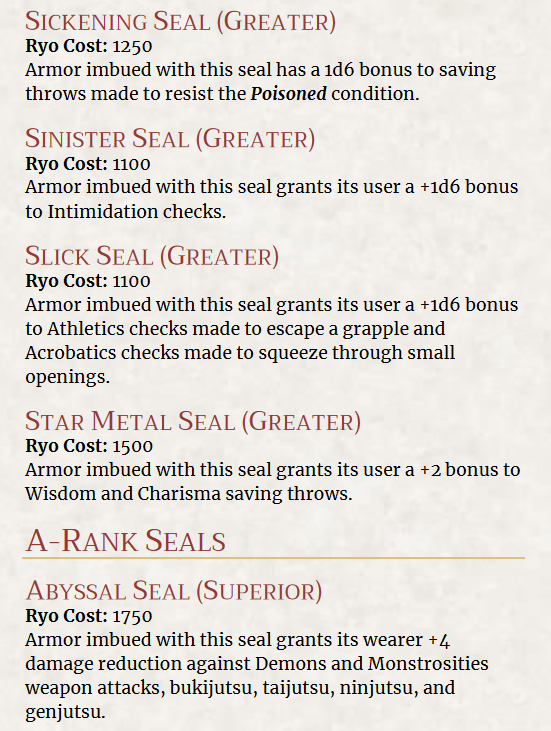 Sickening Seal (Greater)
Ryo Cost: 1250
Armor imbued with this seal has a 1d6 bonus to saving
throws made to resist the Poisoned condition.
Sinister Seal (Greater)
Ryo Cost: 1100
Armor imbued with this seal grants its user a +1d6 bonus
to Intimidation checks.
Slick Seal (Greater)
Ryo Cost: 1100
Armor imbued with this seal grants its user a +1d6 bonus
to Athletics checks made to escape a grapple and
Acrobatics checks made to squeeze through small
openings.
Star Metal Seal (Greater)
Ryo Cost: 1500
Armor imbued with this seal grants its user a +2 bonus to
Wisdom and Charisma saving throws.
A-Rank Seals
Abyssal Seal (Superior)
Ryo Cost: 1750
Armor imbued with this seal grants its wearer +4
damage reduction against Demons and Monstrosities
weapon attacks, bukijutsu, taijutsu, ninjutsu, and
genjutsu.